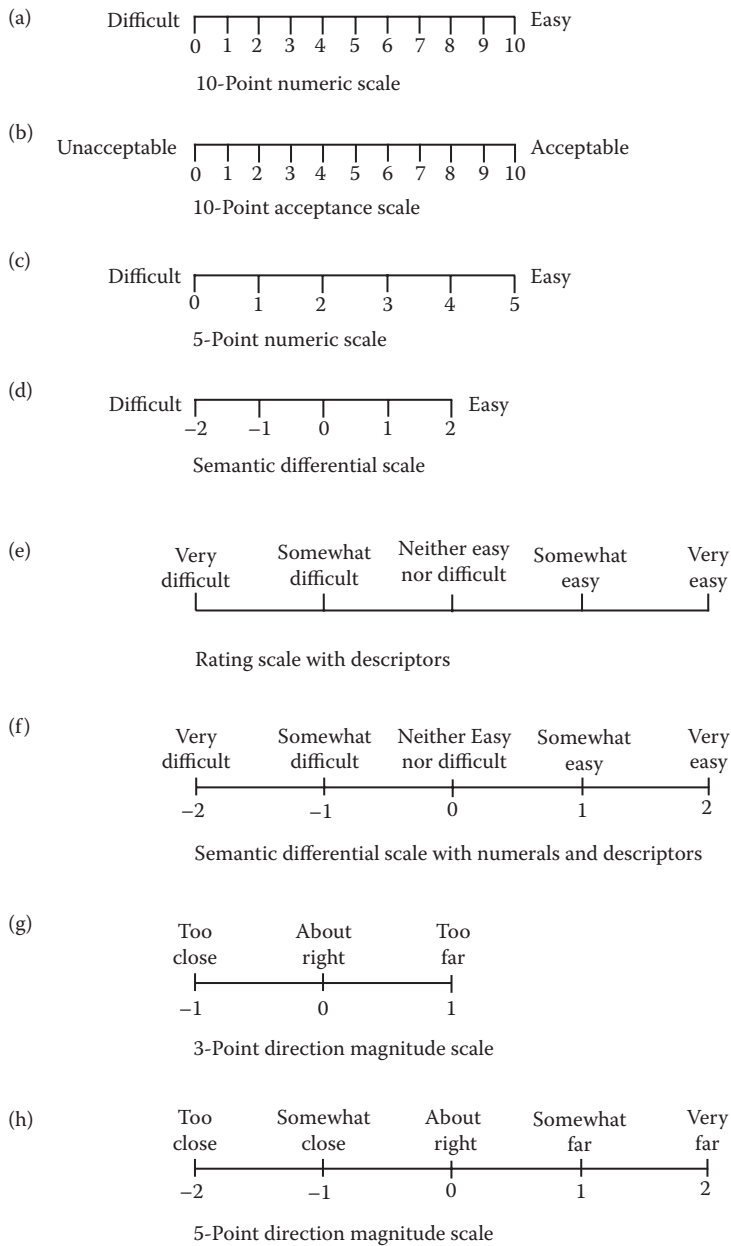 (a)
Difficult Easy
0 1 2 3 4 5 6 7 8 9 10
10-Point numeric scale
(b)
Unacceptable Acceptable
0 1 2 3 4 5 6 7 8 9 10
10-Point acceptance scale
(c)
Difficult Easy
0 1 2 3 4 5
5-Point numeric scale
(d)
Difficult Easy
–2 –1 0 1 2
Semantic differential scale
(e)
Very Somewhat Neither easy Somewhat Very
difficult difficult nor difficult easy easy
Rating scale with descriptors
(f)
Very Somewhat Neither Easy Somewhat Very
difficult difficult nor difficult easy easy
–2 –1 0 1 2
Semantic differential scale with numerals and descriptors
(g)
Too About Too
close right far
–1 0 1
3-Point direction magnitude scale
(h)
Too Somewhat About Somewhat Very
close close right far far
–2 –1 0 1 2
5-Point direction magnitude scale